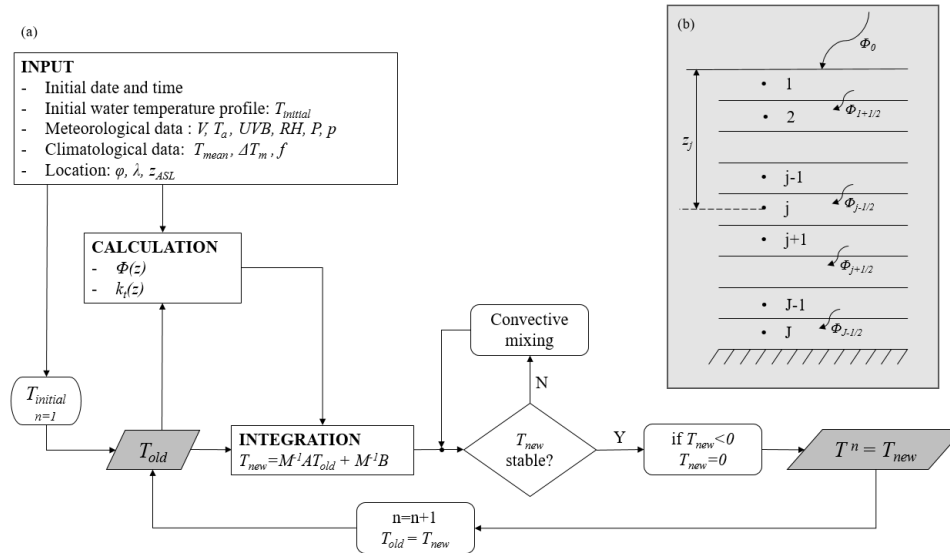 (a)
INPUT
- Initial date and time
- Initial water temperature profile: T_initial
- Meteorological data : V, T_a, UVB, RH, P, p
- Climatological data: T_mean, ΔT_m, f
- Location: φ, λ, z_ASL
CALCULATION
- Φ(z)
- k_t(z)
T_initial
n=1
T_old
INTEGRATION
T_new=M⁻¹AT_old + M⁻¹B
Convective
mixing
N
T_new
stable?
Y
if T_new<0
T_new=0
T ⁿ = T_new
n=n+1
T_old = T_new
(b)
Φ_0
1
Φ_1+1/2
2
z_j
j-1
Φ_j-1/2
j
j+1
Φ_j+1/2
J-1
Φ_J-1/2
J